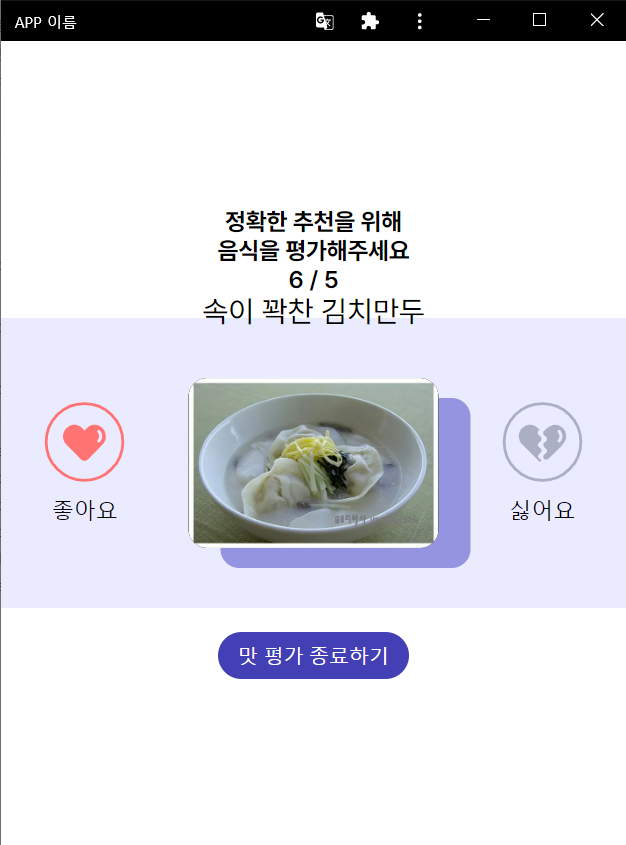 APP 이름
정확한 추천을 위해
음식을 평가해주세요
6 / 5
속이 꽉찬 김치만두
좋아요
싫어요
맛 평가 종료하기